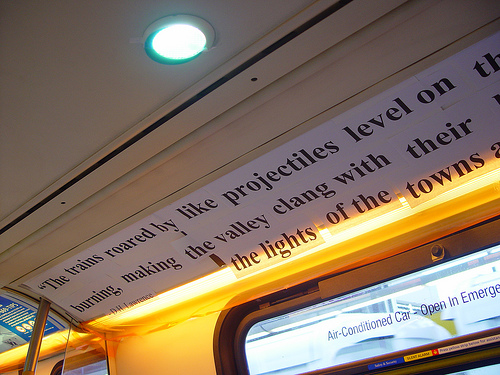 "The trains roared by like projectiles level on th
burning, making the valley clang with their
the lights of the towns a
D.H. Lawrence
Air-Conditioned Car - Open In Emerge